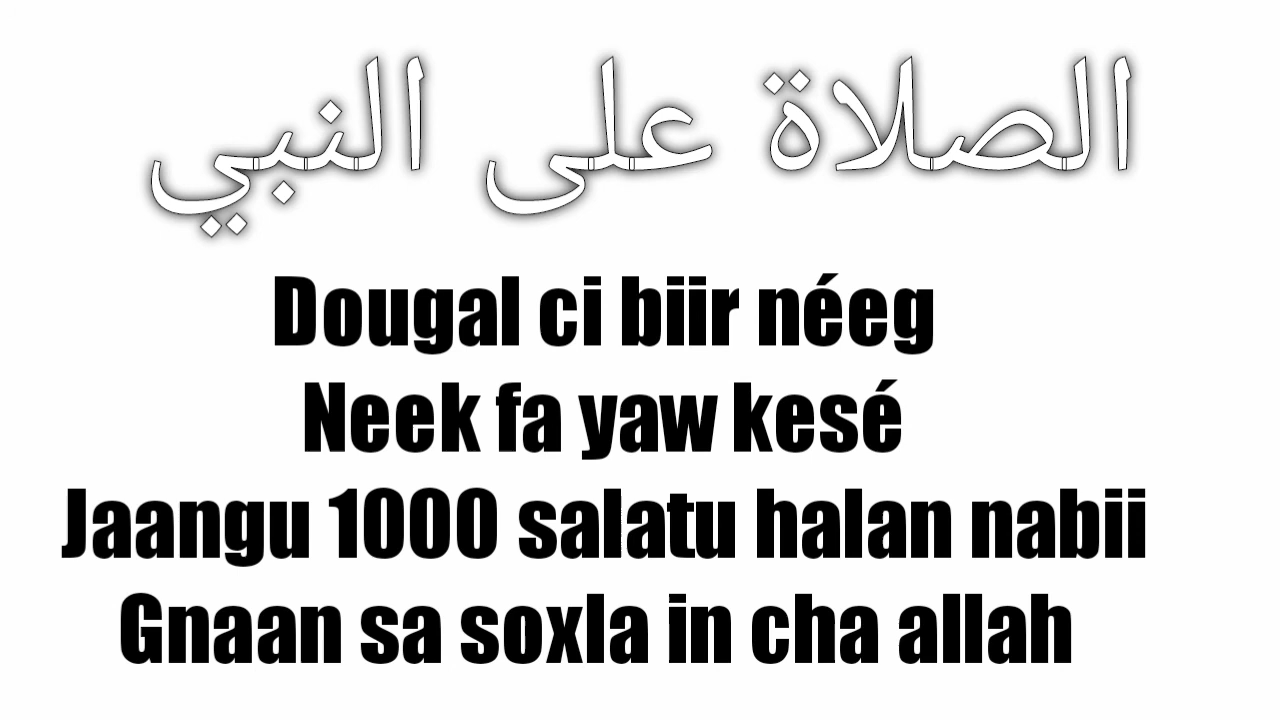 الصلاة على النبي
Dougal ci biir néeg
Neek fa yaw kesé
Jaangu 1000 salatu halan nabii
Gnaan sa soxla in cha allah